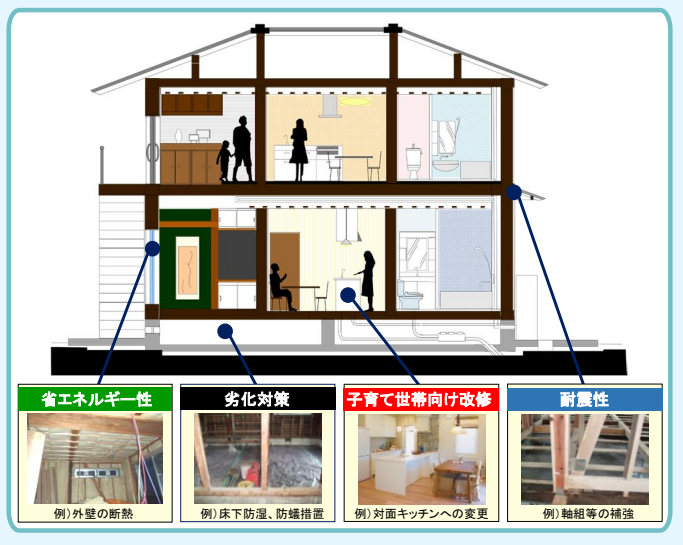 省エネルギー性
例)外壁の断熱
劣化対策
例)床下防湿、防蟻措置
子育て世帯向け改修
例)対面キッチンへの変更
耐震性
例)軸組等の補強